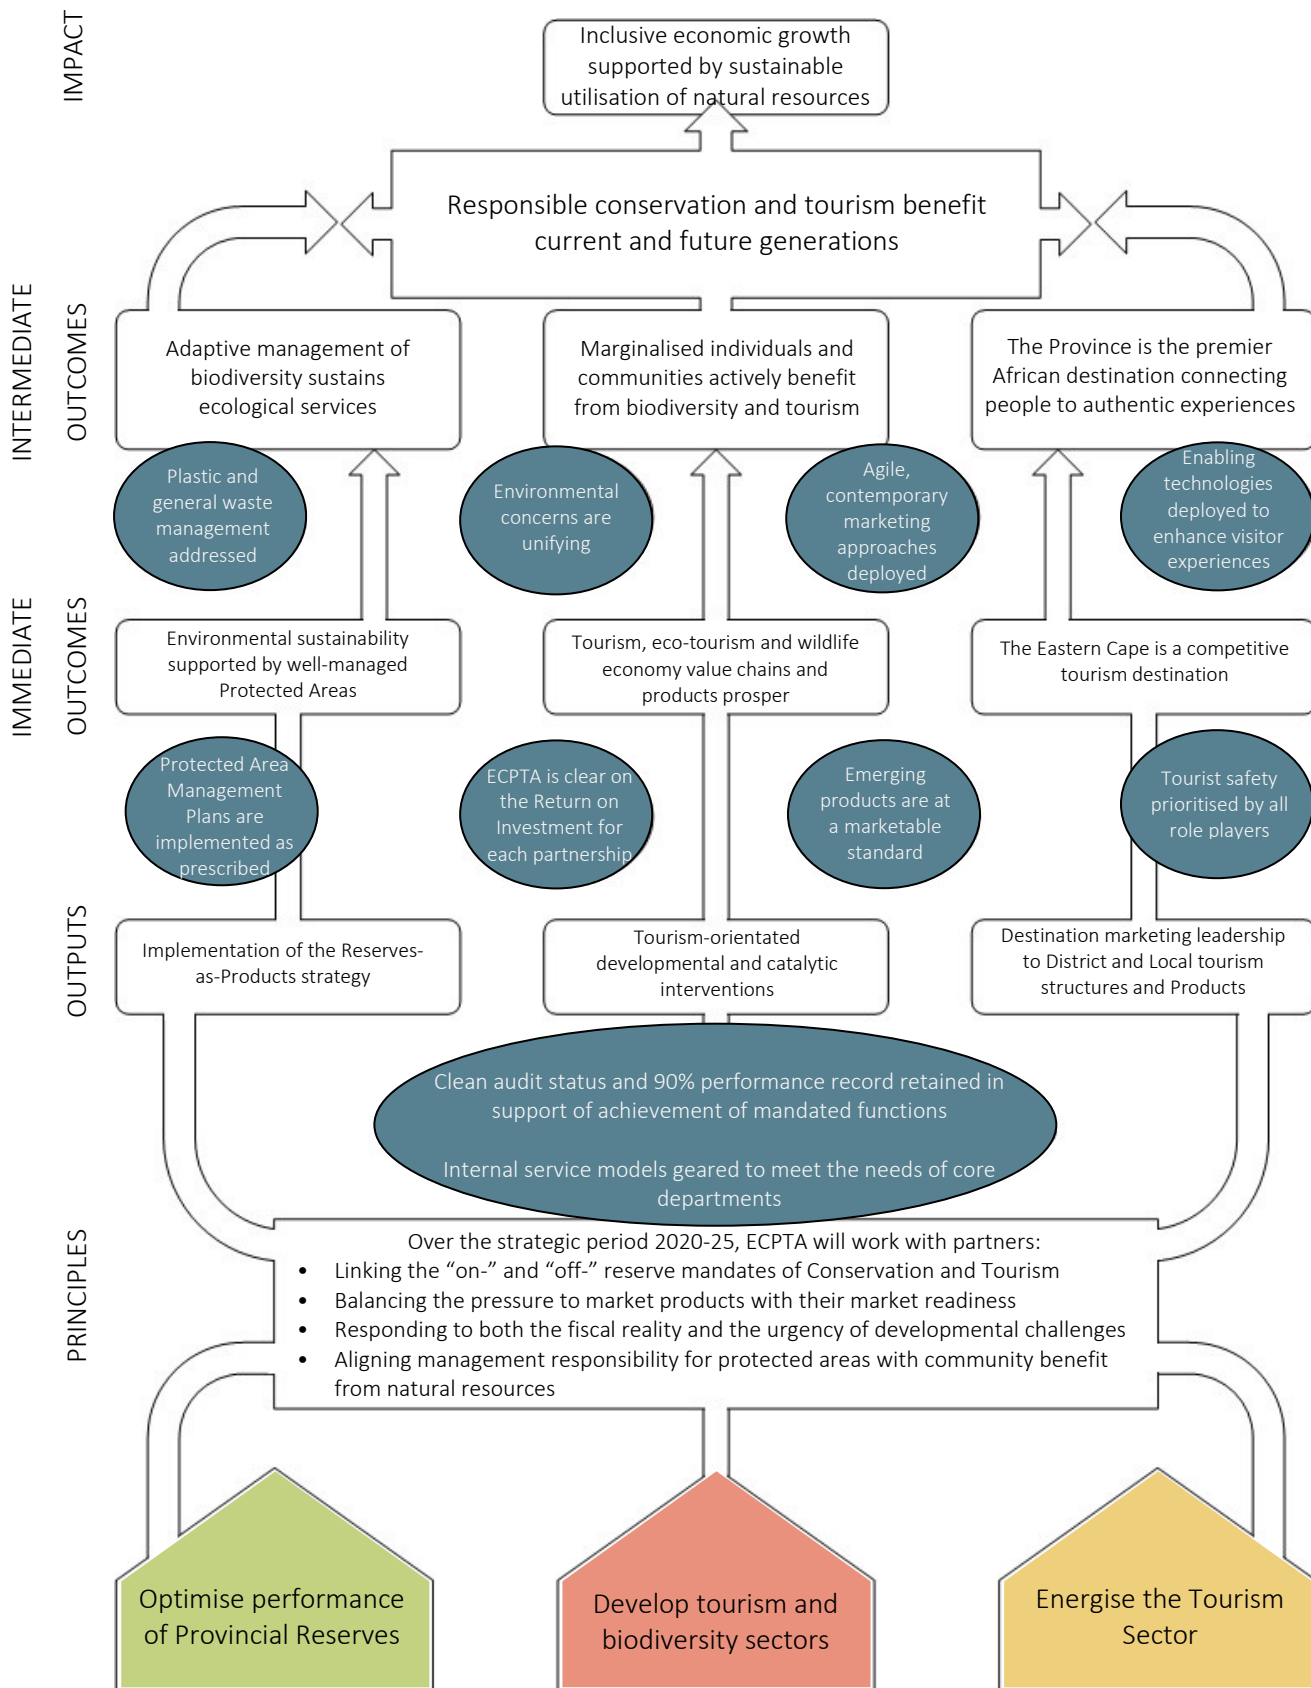 IMPACT
Inclusive economic growth
supported by sustainable
utilisation of natural resources
Responsible conservation and tourism benefit
current and future generations
INTERMEDIATE
OUTCOMES
Adaptive management of
biodiversity sustains
ecological services
Marginalised individuals and
communities actively benefit
from biodiversity and tourism
The Province is the premier
African destination connecting
people to authentic experiences
Plastic and
general waste
management
addressed
Environmental
concerns are
unifying
Agile,
contemporary
marketing
approaches
deployed
Enabling
technologies
deployed to
enhance visitor
experiences
IMMEDIATE
OUTCOMES
Environmental sustainability
supported by well-managed
Protected Areas
Tourism, eco-tourism and wildlife
economy value chains and
products prosper
The Eastern Cape is a competitive
tourism destination
Protected Area
Management
Plans are
implemented as
prescribed
ECPTA is clear on
the Return on
Investment for
each partnership
Emerging
products are at
a marketable
standard
Tourist safety
prioritised by all
role players
OUTPUTS
Implementation of the Reserves-
as-Products strategy
Tourism-orientated
developmental and catalytic
interventions
Destination marketing leadership
to District and Local tourism
structures and Products
Clean audit status and 90% performance record retained in
support of achievement of mandated functions
Internal service models geared to meet the needs of core
departments
PRINCIPLES
Over the strategic period 2020-25, ECPTA will work with partners:
• Linking the “on-” and “off-” reserve mandates of Conservation and Tourism
• Balancing the pressure to market products with their market readiness
• Responding to both the fiscal reality and the urgency of developmental challenges
• Aligning management responsibility for protected areas with community benefit
from natural resources
Optimise performance
of Provincial Reserves
Develop tourism and
biodiversity sectors
Energise the Tourism
Sector